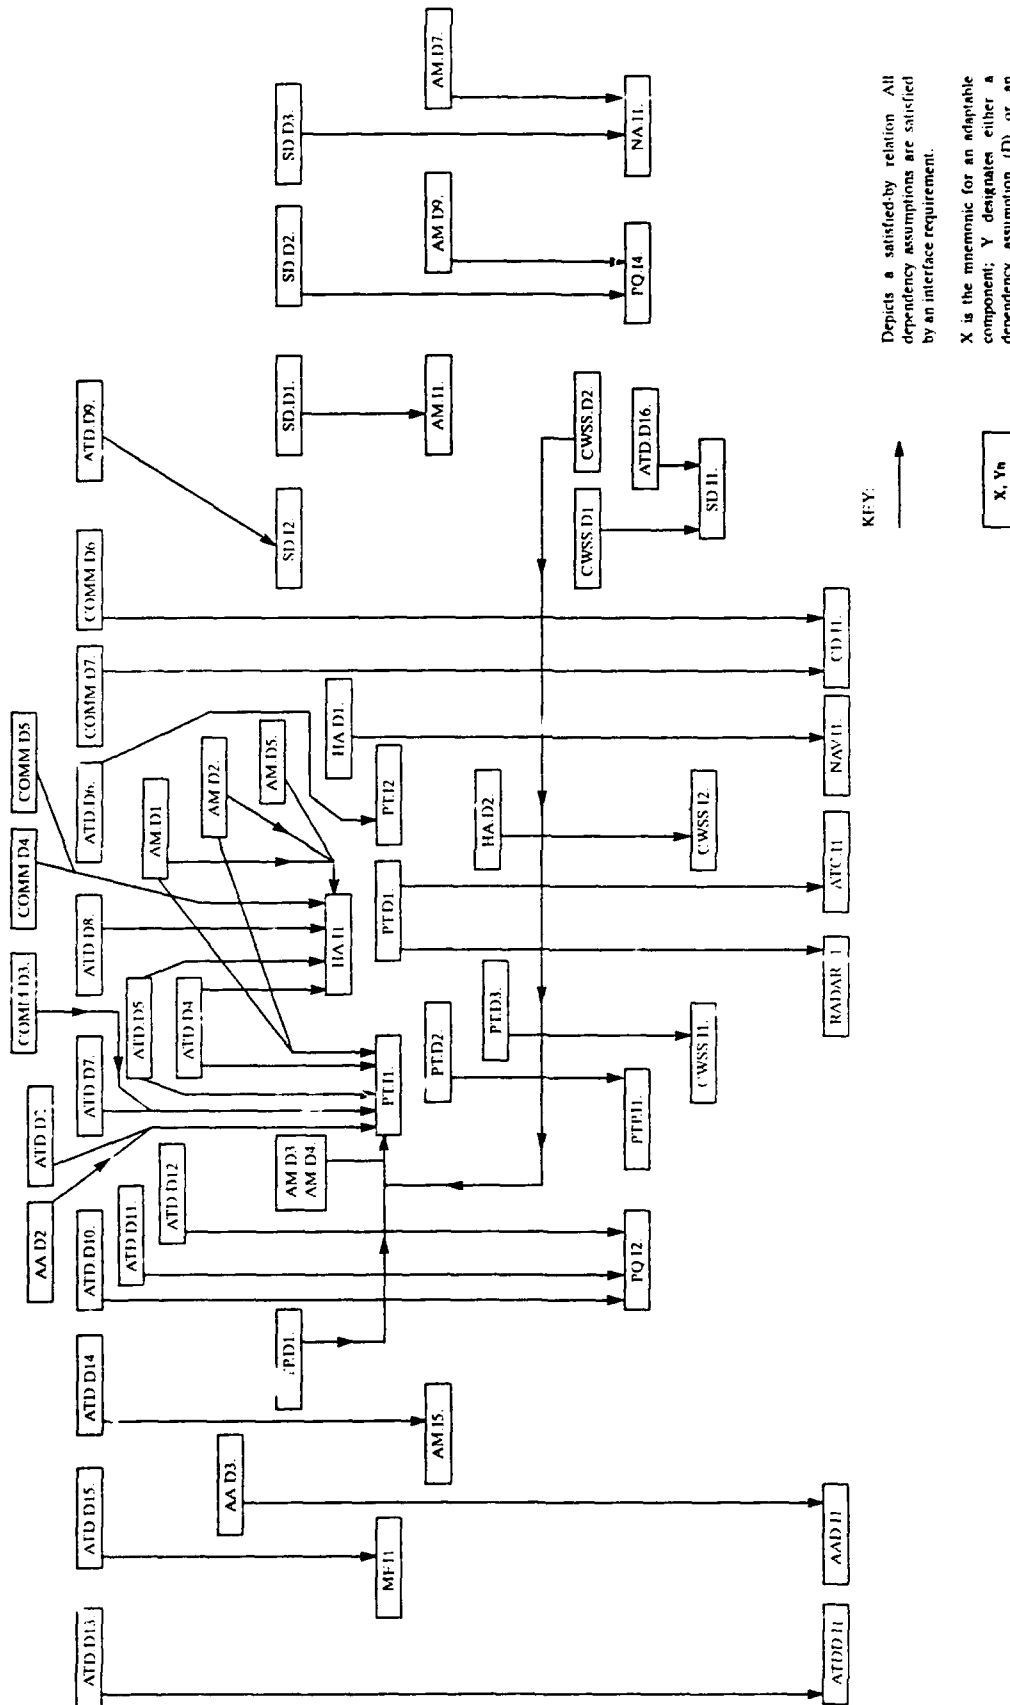 COMM D3.
COMM D4
COMM D5
AA D2
ATD D2.
ATD D13
ATD D15.
ATD D14
ATD D10.
ATD D7.
ATD D8.
ATD.D6.
COMM D7.
COMM D6
ATD.D9.
ATD D11.
ATD.D5
AM.D1
ATD D12
ATD.D4
AM D2.
AA D3.
AM.D5.
AM D3
AM D4.
SD I2
SD.D1.
SD D2.
SD D3.
HA.I1
HA D1.
MF I1
PT.I1.
PT.D1.
PT.I2
AM.I5.
PT.D2.
AM.I1.
AM D9.
AM.D7.
PT.D3.
HA.D2.
CWSS.D1
CWSS.D2.
PQ I2.
PTP.I1.
ATD.D16.
PQ.I4.
NA.I1.
CWSS I1.
CWSS I2.
SD I1.
ATDD I1
AAD I1
RADAR I
ATC I1
NAV I1.
CD.I1.
KEY:
Depicts a satisfied-by relation All
dependency assumptions are satisfied
by an interface requirement.
X, Yn
X is the mnemonic for an adaptable
component; Y designates either a
dependency assumption (D) or an